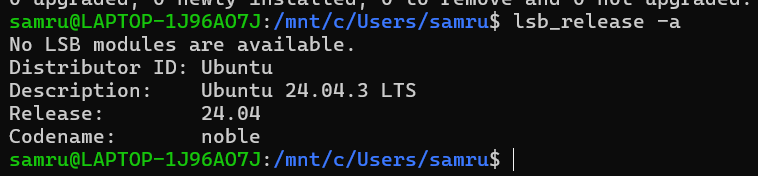 0 upgraded, 0 newly installed, 0 to remove and 0 not upgraded.
samru@LAPTOP-1J96AO7J:/mnt/c/Users/samru$ lsb_release -a
No LSB modules are available.
Distributor ID: Ubuntu
Description:    Ubuntu 24.04.3 LTS
Release:        24.04
Codename:       noble
samru@LAPTOP-1J96AO7J:/mnt/c/Users/samru$